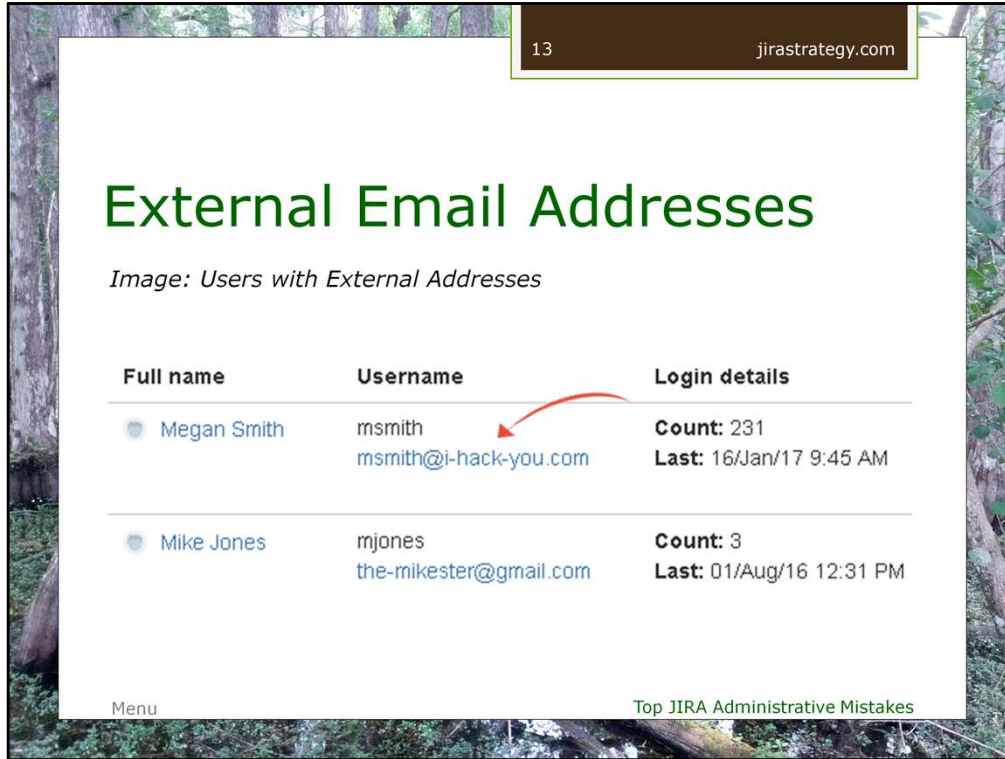 13 jirastrategy.com
External Email Addresses
Image: Users with External Addresses
Full name Username Login details
Megan Smith msmith Count: 231
msmith@i-hack-you.com Last: 16/Jan/17 9:45 AM
Mike Jones mjones Count: 3
the-mikester@gmail.com Last: 01/Aug/16 12:31 PM
Menu Top JIRA Administrative Mistakes